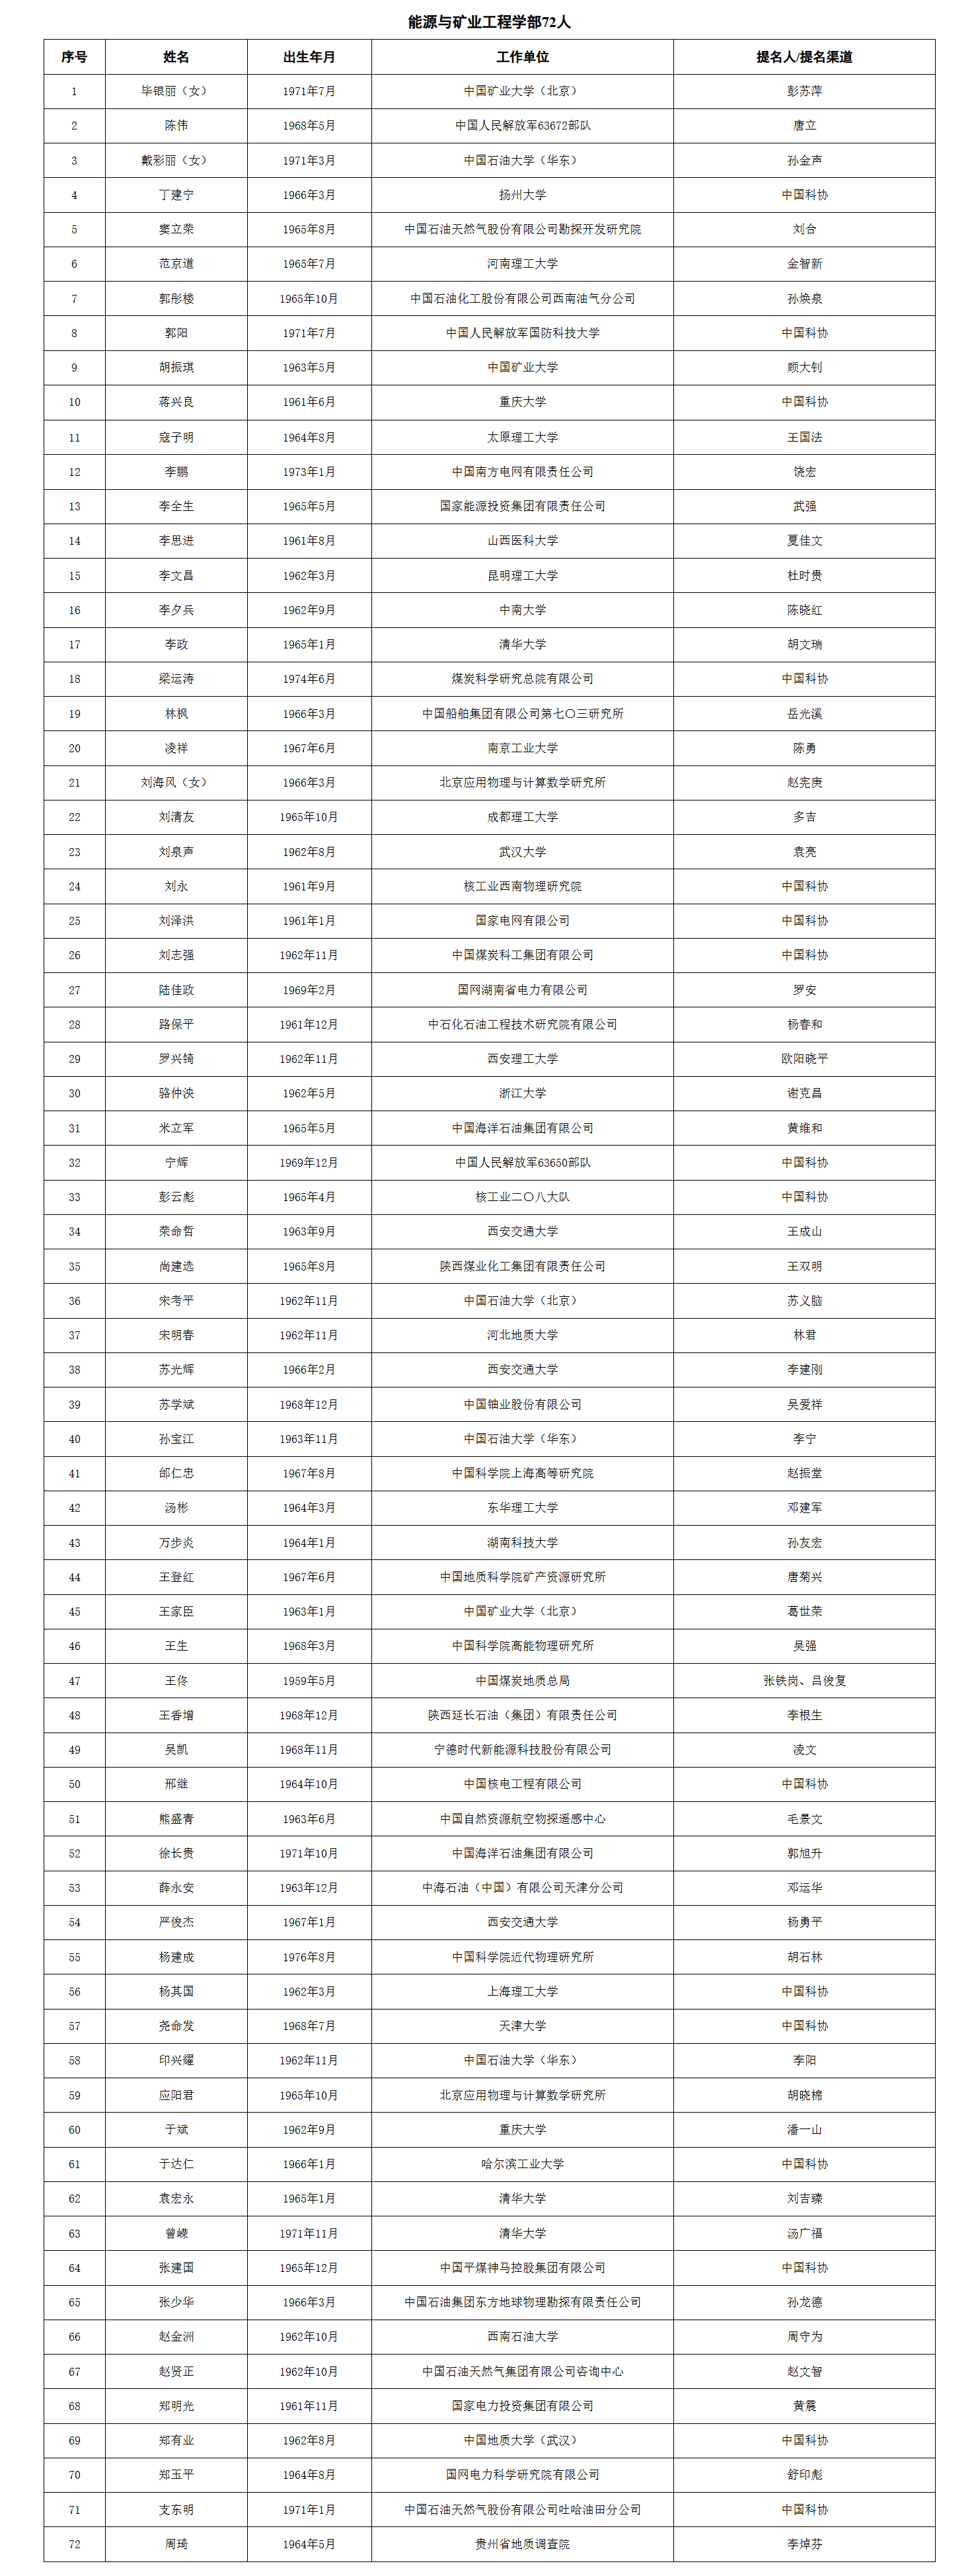 能源与矿业工程学部72人
序号 姓名 出生年月 工作单位 提名人/提名渠道
1 毕银丽（女） 1971年7月 中国矿业大学（北京） 彭苏萍
2 陈伟 1968年5月 中国人民解放军63672部队 唐立
3 戴彩丽（女） 1971年3月 中国石油大学（华东） 孙金声
4 丁建宁 1966年3月 扬州大学 中国科协
5 窦立荣 1965年8月 中国石油天然气股份有限公司勘探开发研究院 刘合
6 范京道 1965年7月 河南理工大学 金智新
7 郭彤楼 1965年10月 中国石油化工股份有限公司西南油气分公司 孙焕泉
8 郭阳 1971年7月 中国人民解放军国防科技大学 中国科协
9 胡振琪 1963年5月 中国矿业大学 顾大钊
10 蒋兴良 1961年6月 重庆大学 中国科协
11 寇子明 1964年8月 太原理工大学 王国法
12 李鹏 1973年1月 中国南方电网有限责任公司 饶宏
13 李全生 1965年5月 国家能源投资集团有限责任公司 武强
14 李思进 1961年8月 山西医科大学 夏佳文
15 李文昌 1962年3月 昆明理工大学 杜时贵
16 李夕兵 1962年9月 中南大学 陈晓红
17 李政 1965年1月 清华大学 胡文瑞
18 梁运涛 1974年6月 煤炭科学研究总院有限公司 中国科协
19 林枫 1966年3月 中国船舶集团有限公司第七〇三研究所 岳光溪
20 凌祥 1967年6月 南京工业大学 陈勇
21 刘海风（女） 1966年3月 北京应用物理与计算数学研究所 赵宪庚
22 刘清友 1965年10月 成都理工大学 多吉
23 刘泉声 1962年8月 武汉大学 袁亮
24 刘永 1961年9月 核工业西南物理研究院 中国科协
25 刘泽洪 1961年1月 国家电网有限公司 中国科协
26 刘志强 1962年11月 中国煤炭科工集团有限公司 中国科协
27 陆佳政 1969年2月 国网湖南省电力有限公司 罗安
28 路保平 1961年12月 中石化石油工程技术研究院有限公司 杨春和
29 罗兴锜 1962年11月 西安理工大学 欧阳晓平
30 骆仲泱 1962年5月 浙江大学 谢克昌
31 米立军 1965年5月 中国海洋石油集团有限公司 黄维和
32 宁辉 1969年12月 中国人民解放军63650部队 中国科协
33 彭云彪 1965年4月 核工业二〇八大队 中国科协
34 荣命哲 1963年9月 西安交通大学 王成山
35 尚建选 1965年8月 陕西煤业化工集团有限责任公司 王双明
36 宋考平 1962年11月 中国石油大学（北京） 苏义脑
37 宋明春 1962年11月 河北地质大学 林君
38 苏光辉 1966年2月 西安交通大学 李建刚
39 苏学斌 1968年12月 中国铀业股份有限公司 吴爱祥
40 孙宝江 1963年11月 中国石油大学（华东） 李宁
41 邰仁忠 1967年8月 中国科学院上海高等研究院 赵振堂
42 汤彬 1964年3月 东华理工大学 邓建军
43 万步炎 1964年1月 湖南科技大学 孙友宏
44 王登红 1967年6月 中国地质科学院矿产资源研究所 唐菊兴
45 王家臣 1963年1月 中国矿业大学（北京） 葛世荣
46 王生 1968年3月 中国科学院高能物理研究所 吴强
47 王佟 1959年5月 中国煤炭地质总局 张铁岗、吕俊复
48 王香增 1968年12月 陕西延长石油（集团）有限责任公司 李根生
49 吴凯 1968年11月 宁德时代新能源科技股份有限公司 凌文
50 邢继 1964年10月 中国核电工程有限公司 中国科协
51 熊盛青 1963年6月 中国自然资源航空物探遥感中心 毛景文
52 徐长贵 1971年10月 中国海洋石油集团有限公司 郭旭升
53 薛永安 1963年12月 中海石油（中国）有限公司天津分公司 邓运华
54 严俊杰 1967年1月 西安交通大学 杨勇平
55 杨建成 1976年8月 中国科学院近代物理研究所 胡石林
56 杨其国 1962年3月 上海理工大学 中国科协
57 尧命发 1968年7月 天津大学 中国科协
58 印兴耀 1962年11月 中国石油大学（华东） 李阳
59 应阳君 1965年10月 北京应用物理与计算数学研究所 胡晓棉
60 于斌 1962年9月 重庆大学 潘一山
61 于达仁 1966年1月 哈尔滨工业大学 中国科协
62 袁宏永 1965年1月 清华大学 刘吉臻
63 曾嵘 1971年11月 清华大学 汤广福
64 张建国 1965年12月 中国平煤神马控股集团有限公司 中国科协
65 张少华 1966年3月 中国石油集团东方地球物理勘探有限责任公司 孙龙德
66 赵金洲 1962年10月 西南石油大学 周守为
67 赵贤正 1962年10月 中国石油天然气集团有限公司咨询中心 赵文智
68 郑明光 1961年11月 国家电力投资集团有限公司 黄震
69 郑有业 1962年8月 中国地质大学（武汉） 中国科协
70 郑玉平 1964年8月 国网电力科学研究院有限公司 舒印彪
71 支东明 1971年1月 中国石油天然气股份有限公司吐哈油田分公司 中国科协
72 周琦 1964年5月 贵州省地质调查院 李焯芬